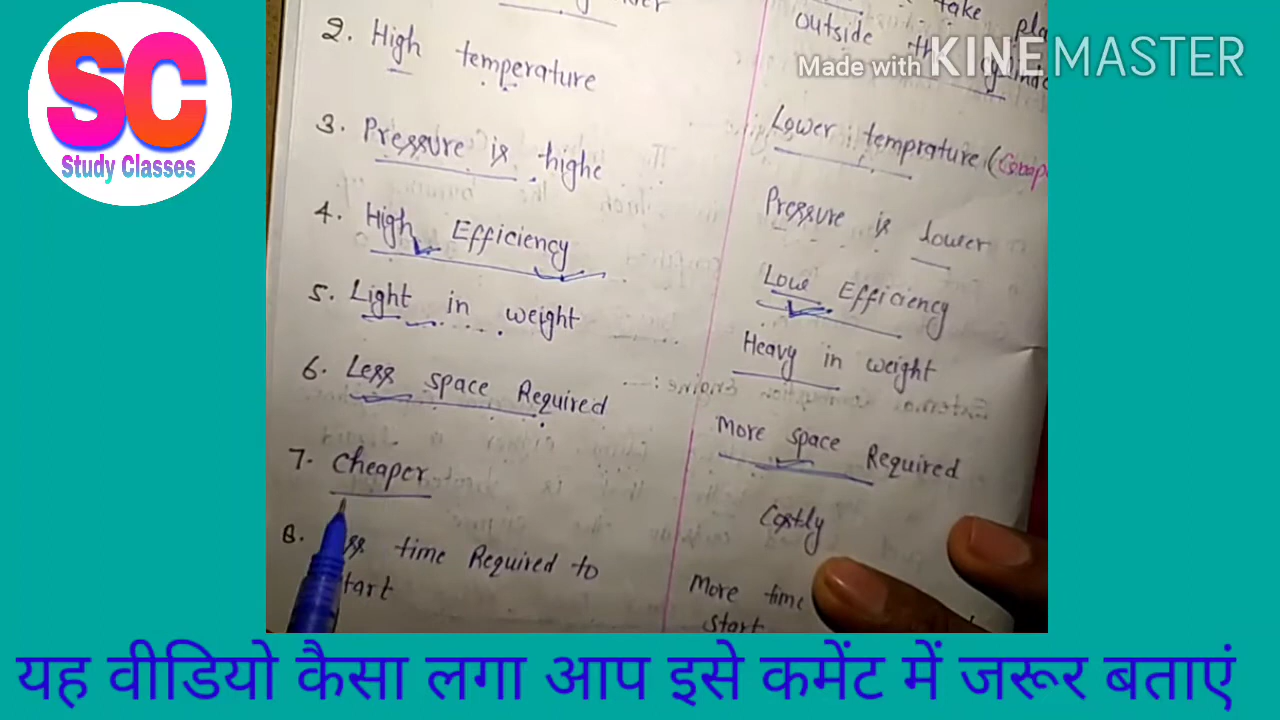 SC
Study Classes
Made with KINEMASTER
take
outside
2. High temperature
Lower temprature
3. Pressure is highe
Pressure is lower
4. High Efficiency
Low Efficiency
5. Light in weight
Heavy in weight
6. Less space Required
More space Required
7. Cheaper
Costly
8. time Required to
tart
More time
start
यह वीडियो कैसा लगा आप इसे कमेंट में जरूर बताएं